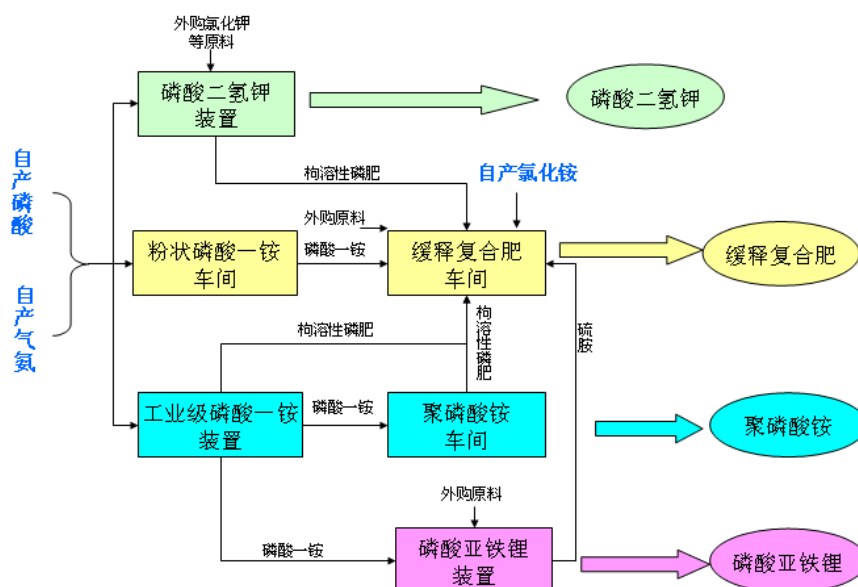 外购氯化钾
等原料
磷酸二氢钾
装置
磷酸二氢钾
自产磷酸
枸溶性磷肥
自产氯化铵
外购原料
粉状磷酸一铵
车间
磷酸一铵
缓释复合肥
车间
缓释复合肥
自产气氨
枸溶性磷肥
枸溶性磷肥
硫胺
工业级磷酸一铵
装置
磷酸一铵
聚磷酸铵
车间
聚磷酸铵
外购原料
磷酸一铵
磷酸亚铁锂
装置
磷酸亚铁锂